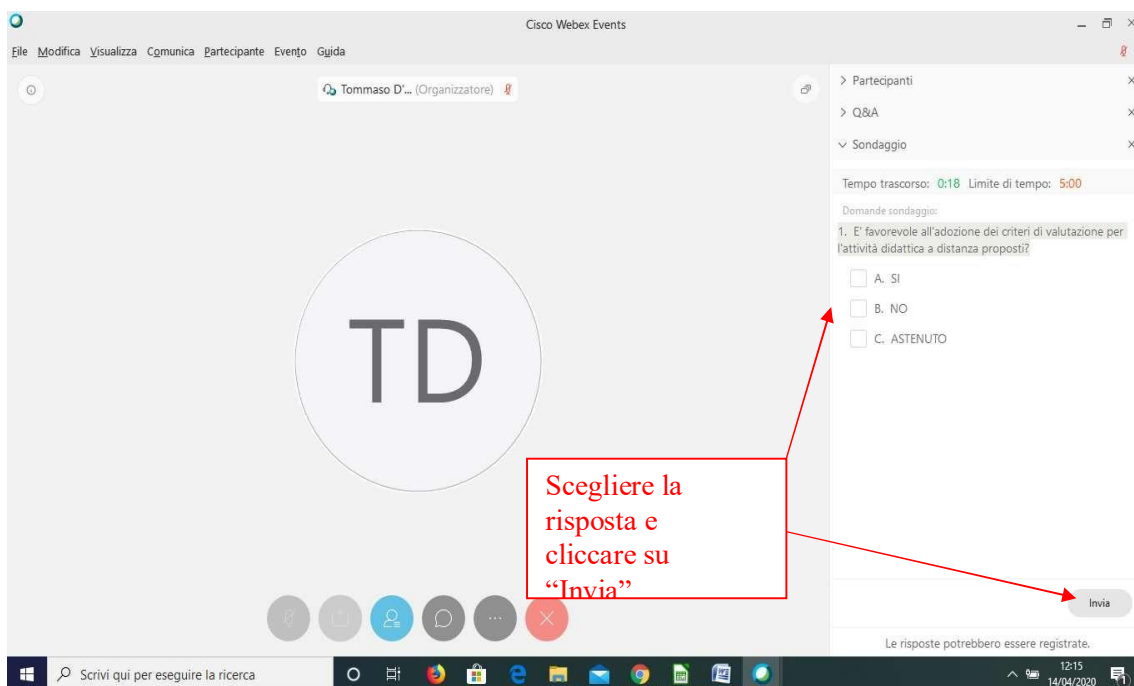 Cisco Webex Events
File Modifica Visualizza Comunica Partecipante Evento Guida
Tommaso D'... (Organizzatore)
Partecipanti
Q&A
Sondaggio
Tempo trascorso: 0:18 Limite di tempo: 5:00
Domande sondaggio:
1. E' favorevole all'adozione dei criteri di valutazione per
l'attività didattica a distanza proposti?
A. SI
B. NO
C. ASTENUTO
TD
Scegliere la
risposta e
cliccare su
“Invia”
Invia
Le risposte potrebbero essere registrate.
Scrivi qui per eseguire la ricerca
12:15
14/04/2020